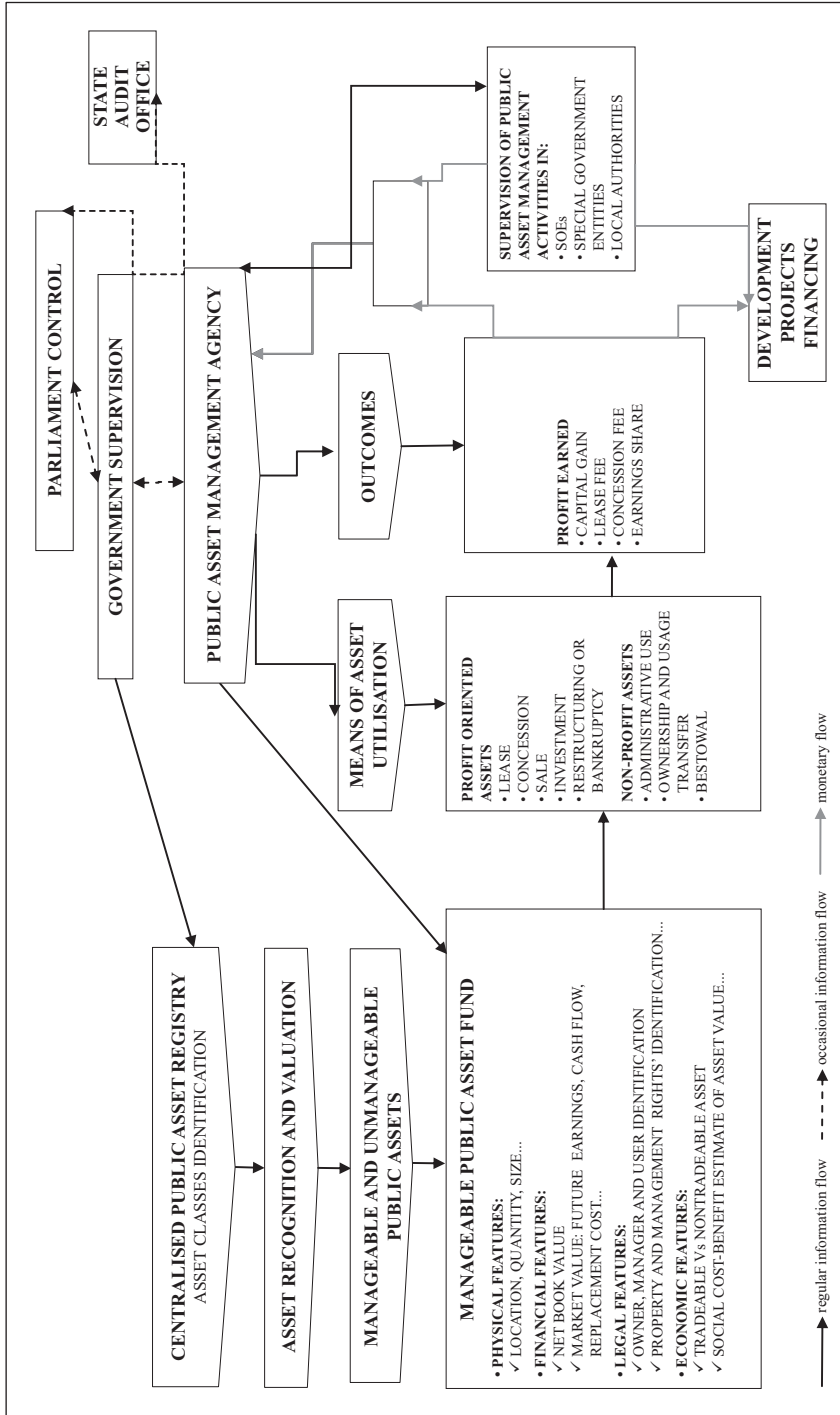 PARLIAMENT CONTROL
STATE
AUDIT
OFFICE
GOVERNMENT SUPERVISION
PUBLIC ASSET MANAGEMENT AGENCY
CENTRALISED PUBLIC ASSET REGISTRY
ASSET CLASSES IDENTIFICATION
ASSET RECOGNITION AND VALUATION
MANAGEABLE AND UNMANAGEABLE
PUBLIC ASSETS
MEANS OF ASSET
UTILISATION
OUTCOMES
SUPERVISION OF PUBLIC
ASSET MANAGEMENT
ACTIVITIES IN:
• SOEs
• SPECIAL GOVERNMENT
ENTITIES
• LOCAL AUTHORITIES
MANAGEABLE PUBLIC ASSET FUND
• PHYSICAL FEATURES:
✓ LOCATION, QUANTITY, SIZE...
• FINANCIAL FEATURES:
✓ NET BOOK VALUE
✓ MARKET VALUE: FUTURE EARNINGS, CASH FLOW,
REPLACEMENT COST...
• LEGAL FEATURES:
✓ OWNER, MANAGER AND USER IDENTIFICATION
✓ PROPERTY AND MANAGEMENT RIGHTS’ IDENTIFICATION...
• ECONOMIC FEATURES:
✓ TRADEABLE Vs NONTRADEABLE ASSET
✓ SOCIAL COST-BENEFIT ESTIMATE OF ASSET VALUE...
PROFIT ORIENTED
ASSETS
• LEASE
• CONCESSION
• SALE
• INVESTMENT
• RESTRUCTURING OR
BANKRUPTCY
NON-PROFIT ASSETS
• ADMINISTRATIVE USE
• OWNERSHIP AND USAGE
TRANSFER
• BESTOWAL
PROFIT EARNED
• CAPITAL GAIN
• LEASE FEE
• CONCESSION FEE
• EARNINGS SHARE
DEVELOPMENT
PROJECTS
FINANCING
regular information flow
occasional information flow
monetary flow